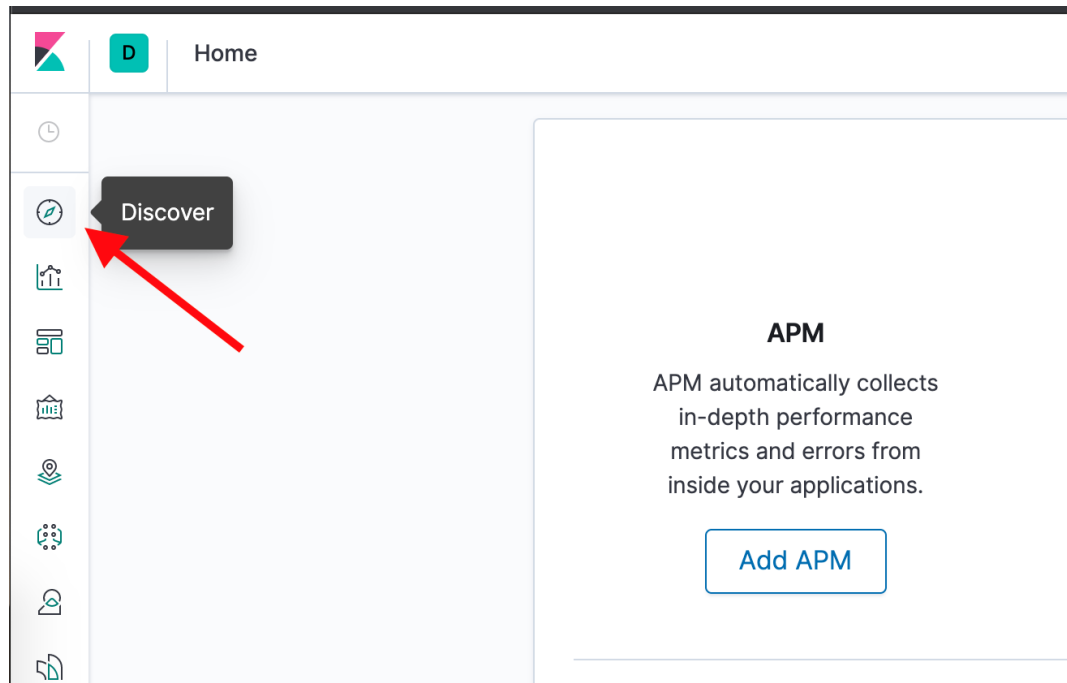 D
Home
Discover
APM
APM automatically collects
in-depth performance
metrics and errors from
inside your applications.
Add APM